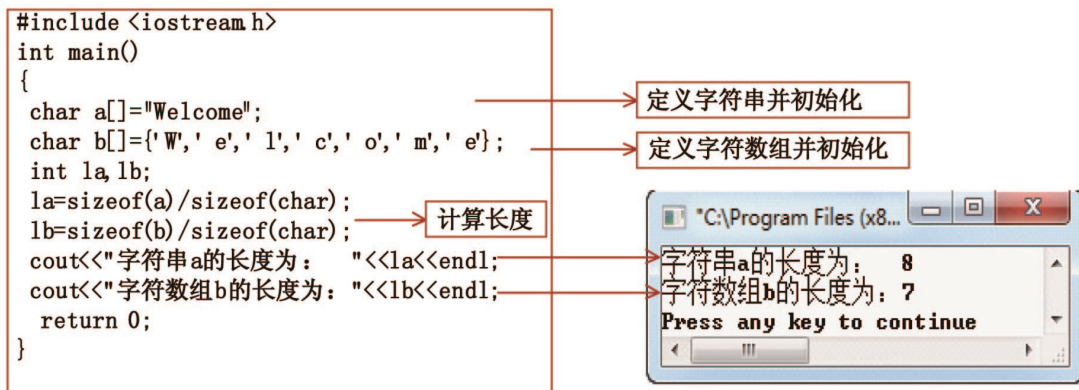 #include <iostream.h>
int main()
{
char a[]="Welcome";
char b[]={'W',' e',' l',' c',' o',' m',' e'};
int la,lb;
la=sizeof(a)/sizeof(char);
lb=sizeof(b)/sizeof(char);
cout<<"字符串a的长度为：  "<<la<<endl;
cout<<"字符数组b的长度为："<<lb<<endl;
return 0;
}
定义字符串并初始化
定义字符数组并初始化
计算长度
"C:\Program Files (x8...
字符串a的长度为：  8
字符数组b的长度为：7
Press any key to continue